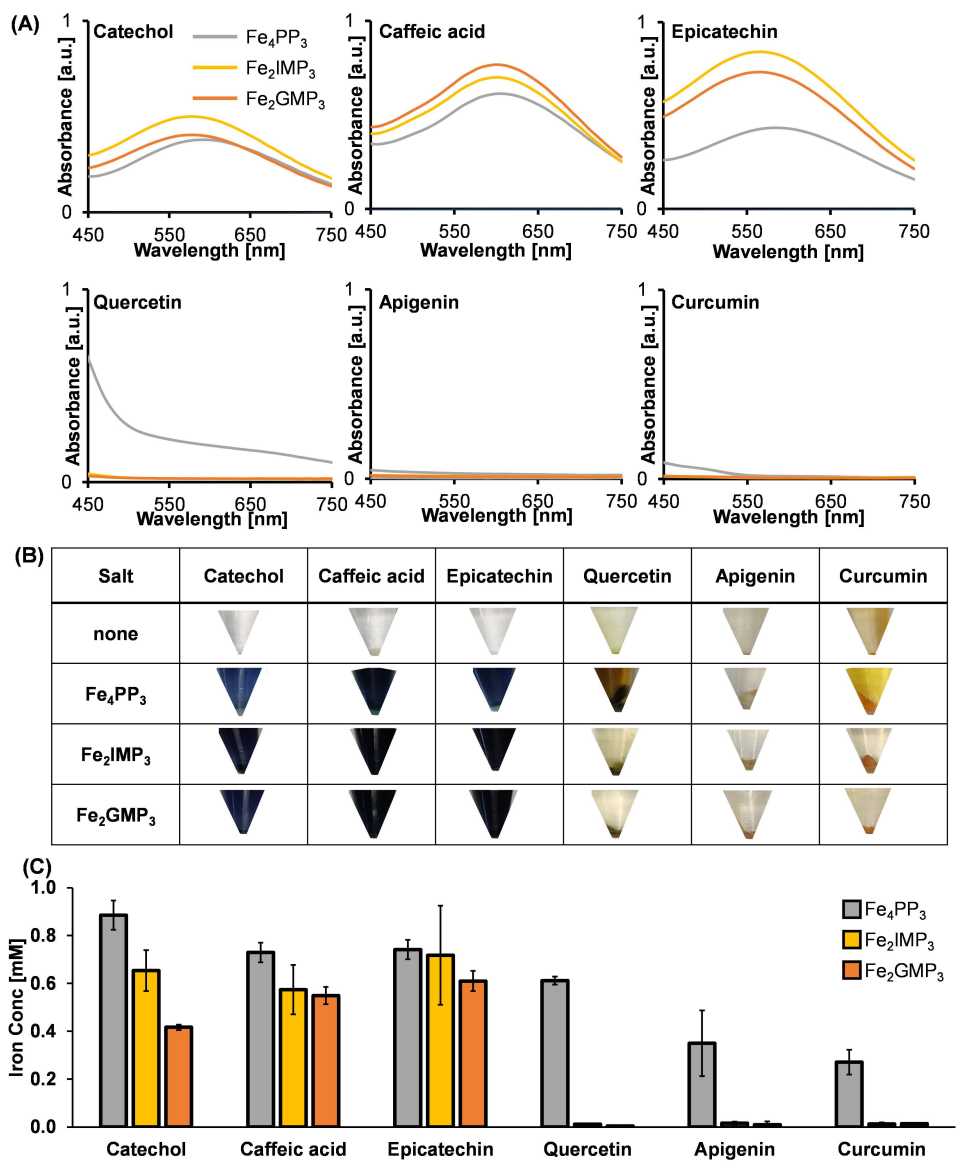 (A)
Catechol
Fe₄PP₃
Fe₂IMP₃
Fe₂GMP₃
Absorbance [a.u.]
1
0
450 550 650 750
Wavelength [nm]
Caffeic acid
Absorbance [a.u.]
1
0
450 550 650 750
Wavelength [nm]
Epicatechin
Absorbance [a.u.]
1
0
450 550 650 750
Wavelength [nm]
Quercetin
Absorbance [a.u.]
1
0
450 550 650 750
Wavelength [nm]
Apigenin
Absorbance [a.u.]
1
0
450 550 650 750
Wavelength [nm]
Curcumin
Absorbance [a.u.]
1
0
450 550 650 750
Wavelength [nm]
(B)
Salt Catechol Caffeic acid Epicatechin Quercetin Apigenin Curcumin
none
Fe₄PP₃
Fe₂IMP₃
Fe₂GMP₃
(C)
Iron Conc [mM]
1.0
0.8
0.6
0.4
0.2
0.0
Fe₄PP₃
Fe₂IMP₃
Fe₂GMP₃
Catechol Caffeic acid Epicatechin Quercetin Apigenin Curcumin